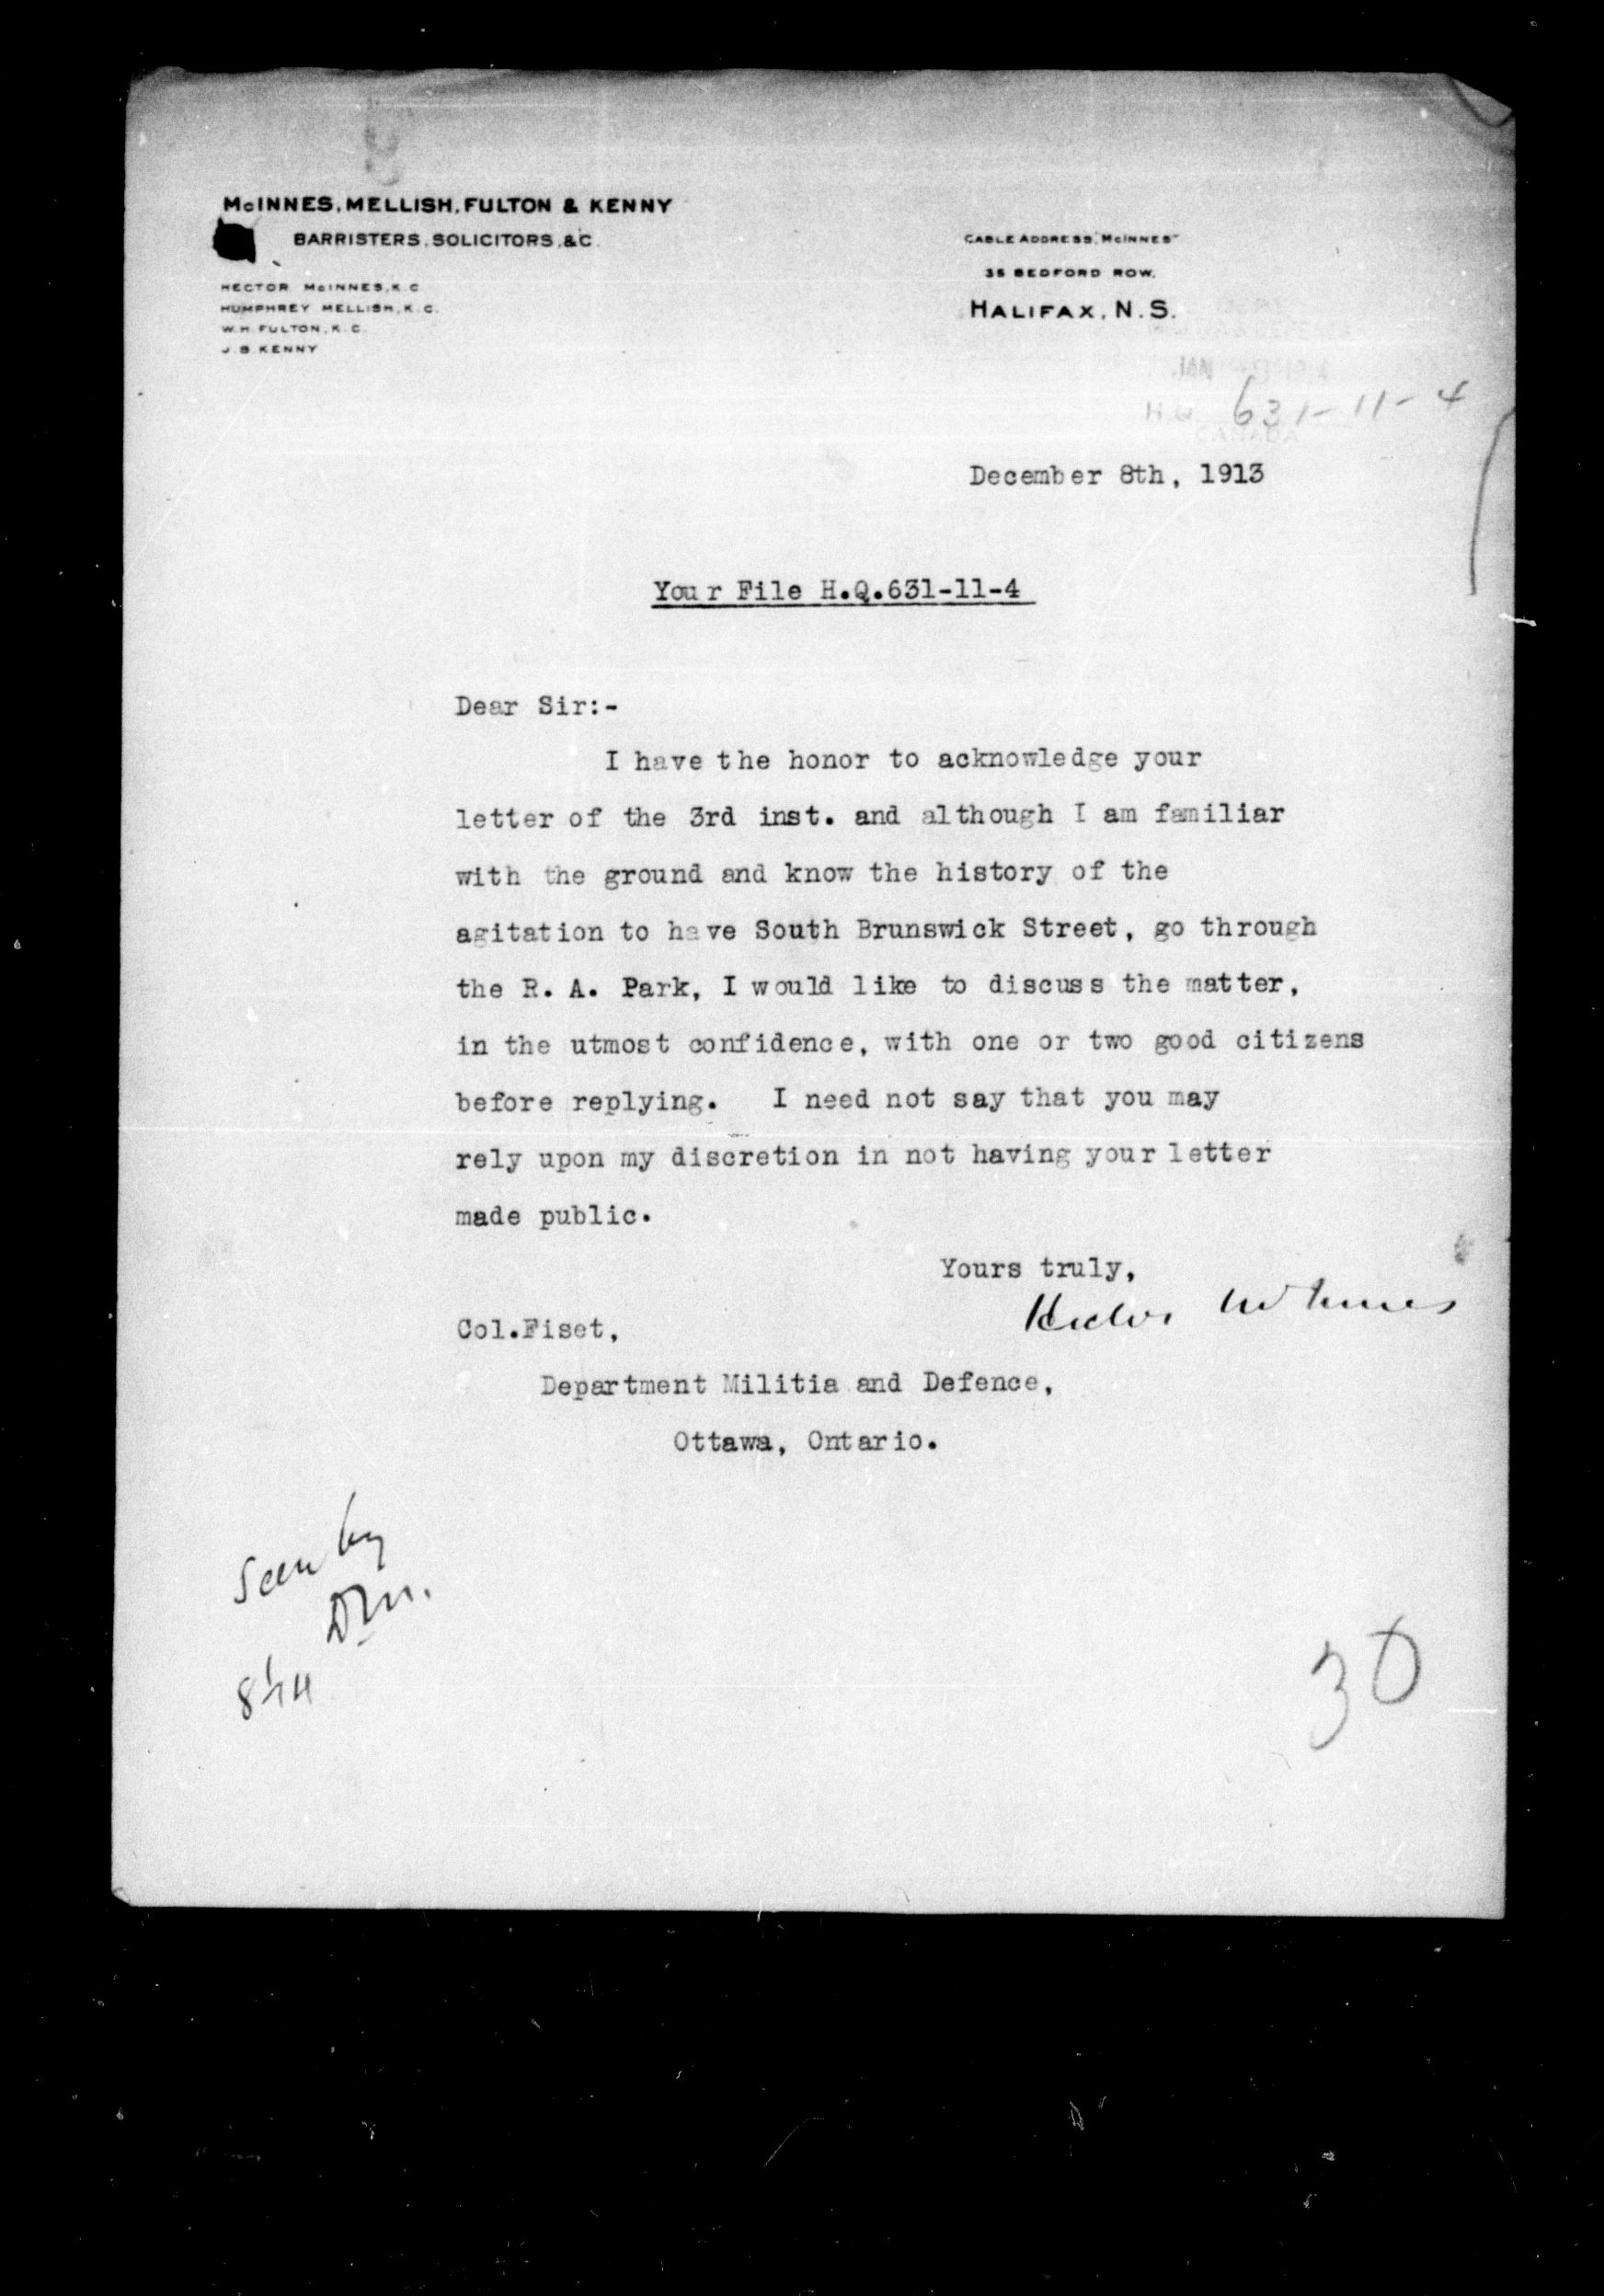 McINNES, MELLISH, FULTON & KENNY
BARRISTERS, SOLICITORS, &C.
HECTOR McINNES, K.C.
HUMPHREY MELLISH, K.C.
W.H. FULTON, K.C.
J.B. KENNY
CABLE ADDRESS, "McINNES"
35 BEDFORD ROW,
HALIFAX, N.S.
H.Q. 631-11-4
CANADA
December 8th, 1913
Your File H.Q.631-11-4
Dear Sir:-
I have the honor to acknowledge your
letter of the 3rd inst. and although I am familiar
with the ground and know the history of the
agitation to have South Brunswick Street, go through
the R. A. Park, I would like to discuss the matter,
in the utmost confidence, with one or two good citizens
before replying. I need not say that you may
rely upon my discretion in not having your letter
made public.
Yours truly,
Hector McInnes
Col.Fiset,
Department Militia and Defence,
Ottawa, Ontario.
Seen by
D.M.
30